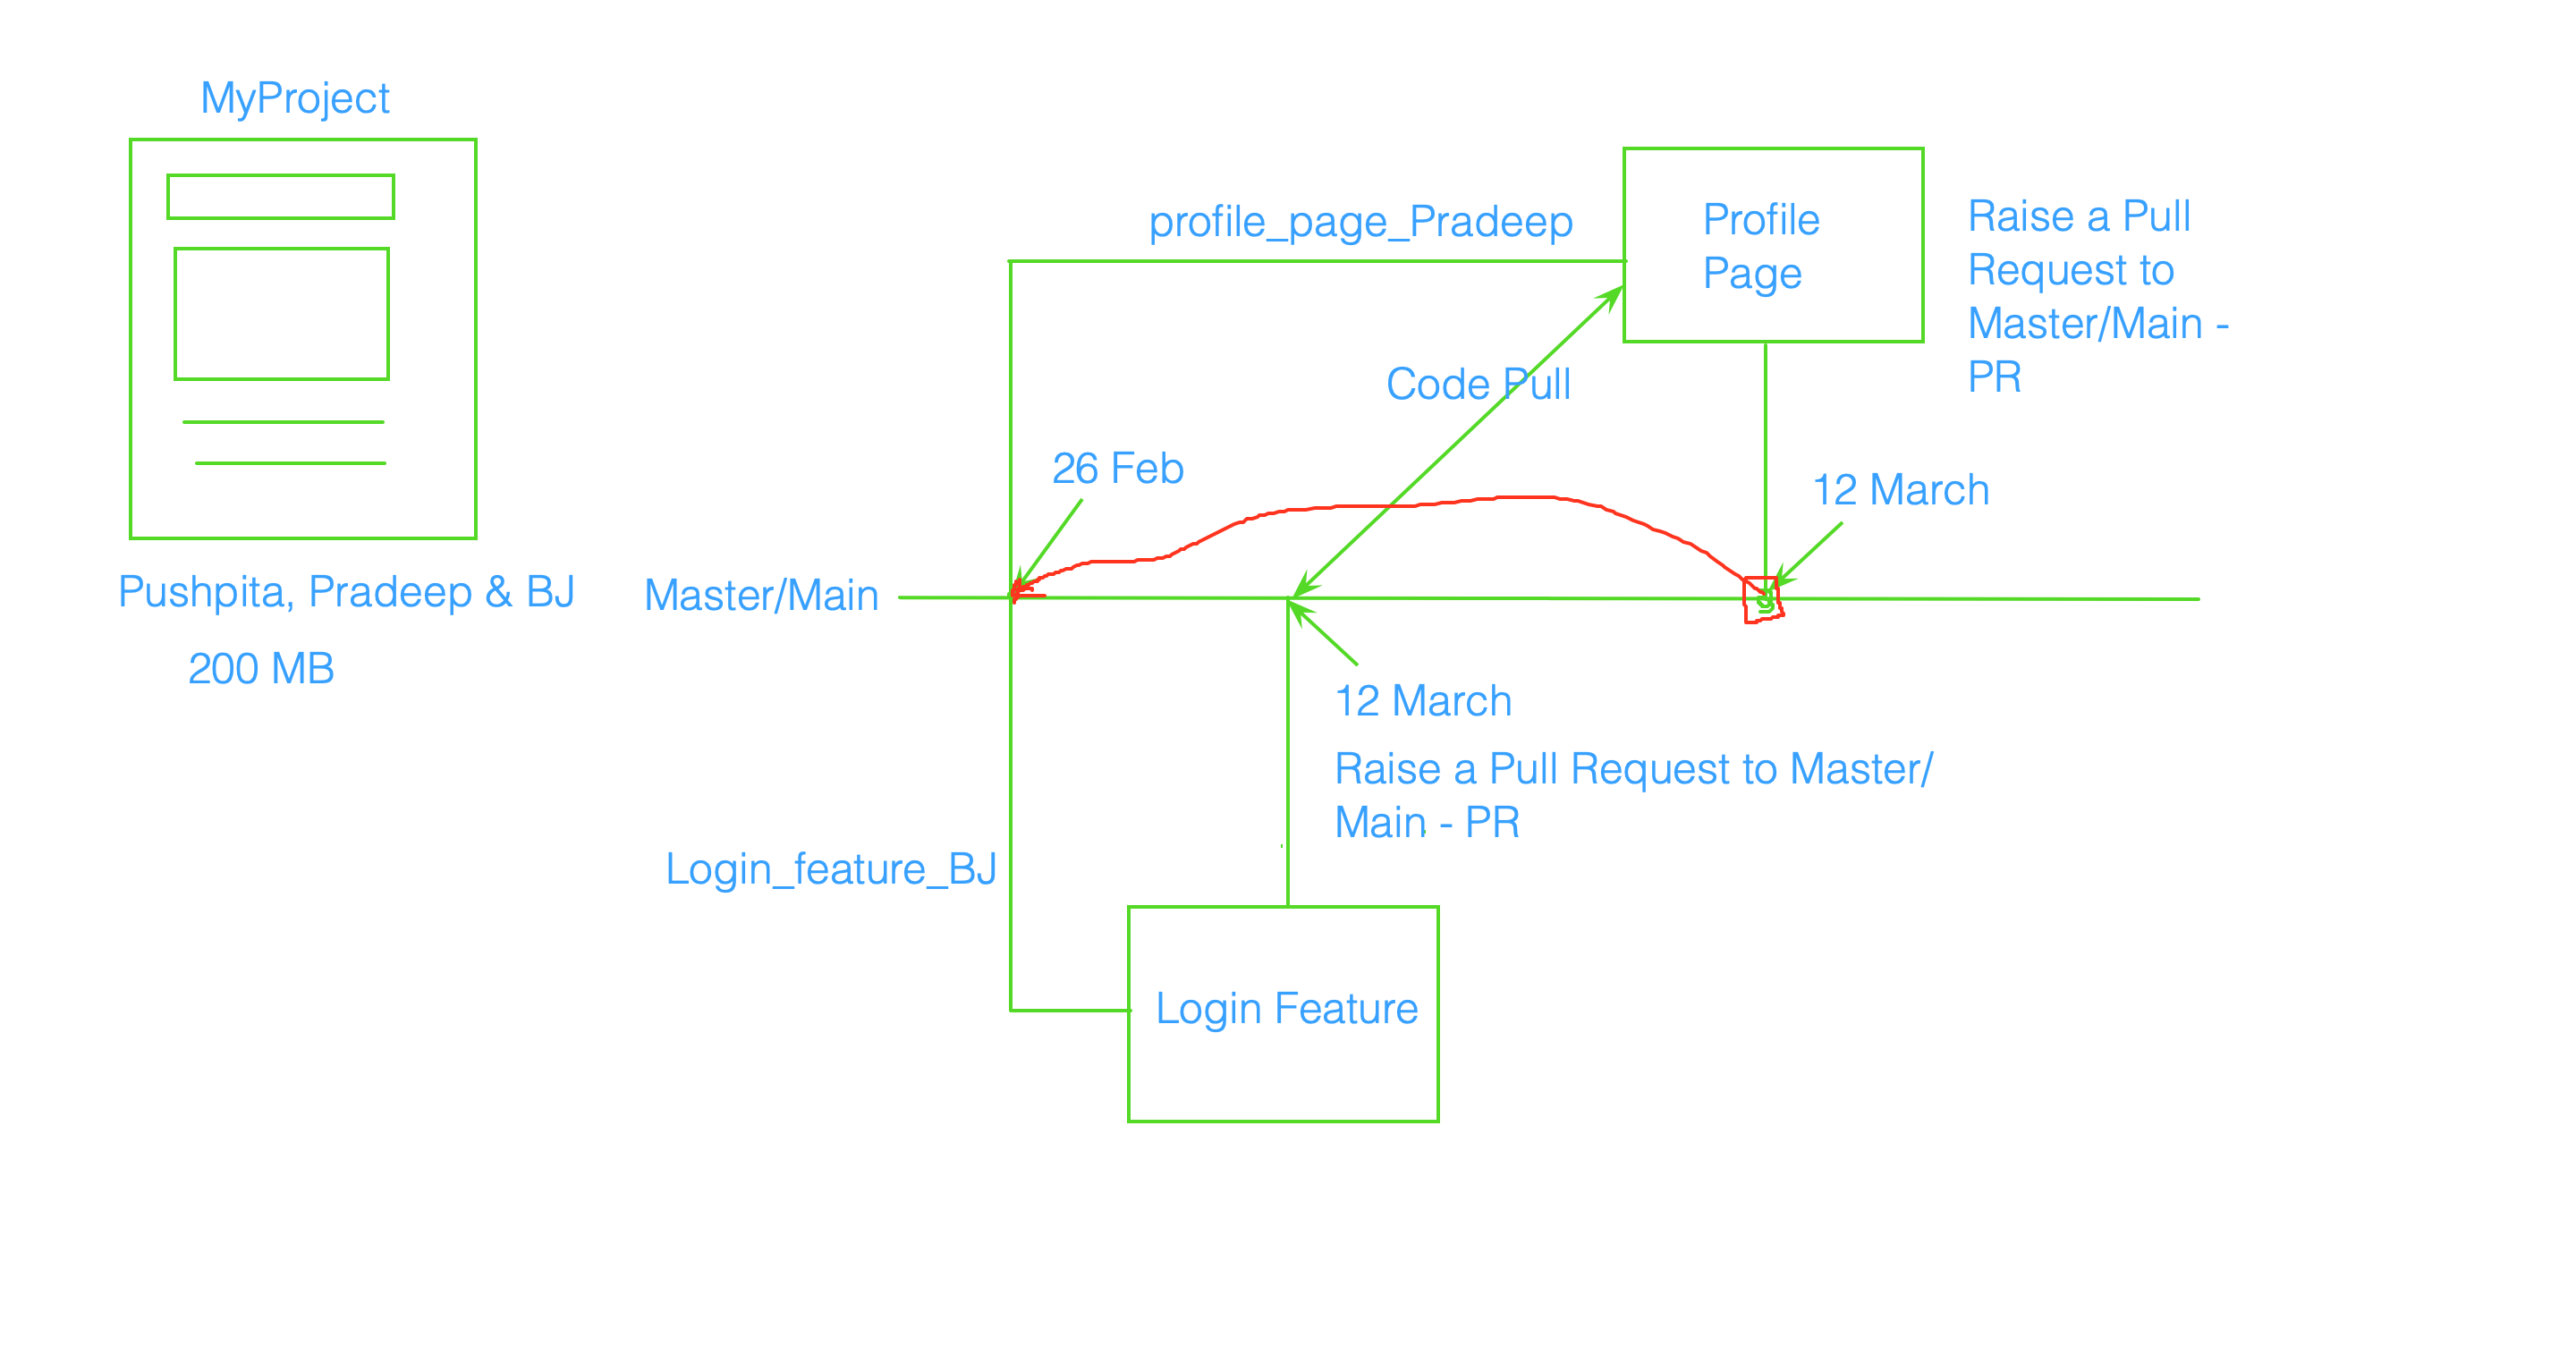 MyProject
Pushpita, Pradeep & BJ
200 MB
profile_page_Pradeep
Profile
Page
Raise a Pull
Request to
Master/Main -
PR
Code Pull
26 Feb
12 March
Master/Main
12 March
Raise a Pull Request to Master/
Main - PR
Login_feature_BJ
Login Feature